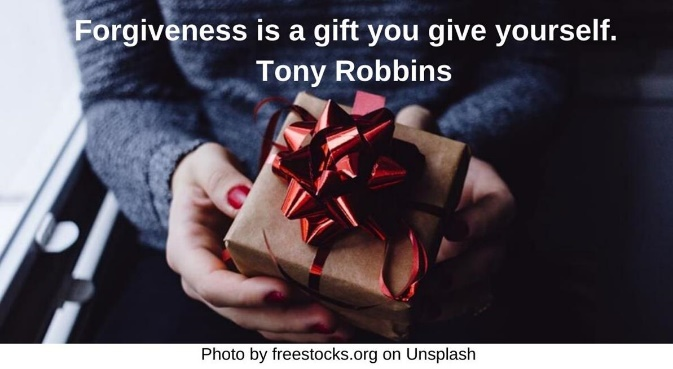 Forgiveness is a gift you give yourself.
Tony Robbins
Photo by freestocks.org on Unsplash